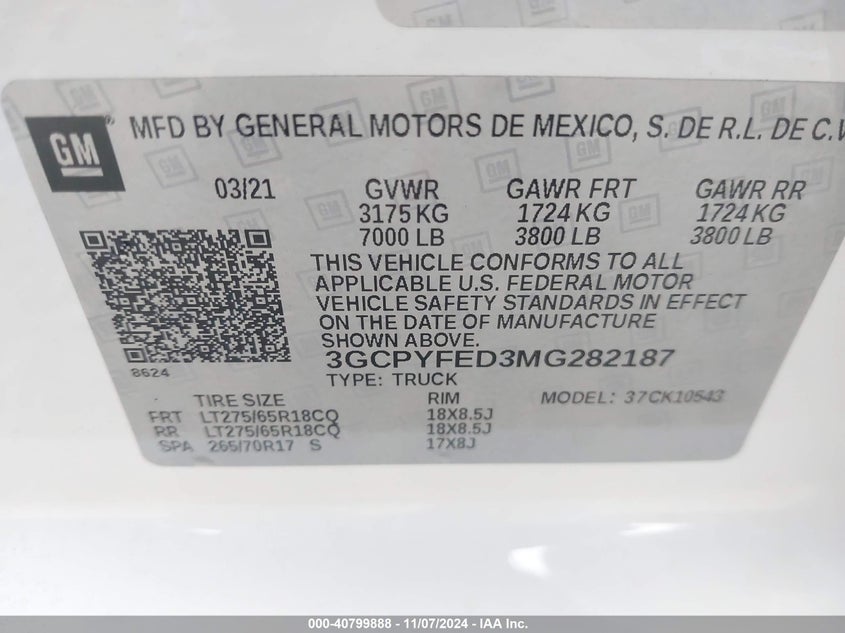 GM
MFD BY GENERAL MOTORS DE MEXICO, S. DE R.L. DE C.V
03/21 GVWR GAWR FRT GAWR RR
3175 KG 1724 KG 1724 KG
7000 LB 3800 LB 3800 LB
THIS VEHICLE CONFORMS TO ALL
APPLICABLE U.S. FEDERAL MOTOR
VEHICLE SAFETY STANDARDS IN EFFECT
ON THE DATE OF MANUFACTURE
SHOWN ABOVE.
3GCPYFED3MG282187
8624
TYPE: TRUCK
TIRE SIZE RIM MODEL: 37CK10543
FRT LT275/65R18CQ 18X8.5J
RR LT275/65R18CQ 18X8.5J
SPA 265/70R17 S 17X8J
000-40799888 - 11/07/2024 - IAA Inc.